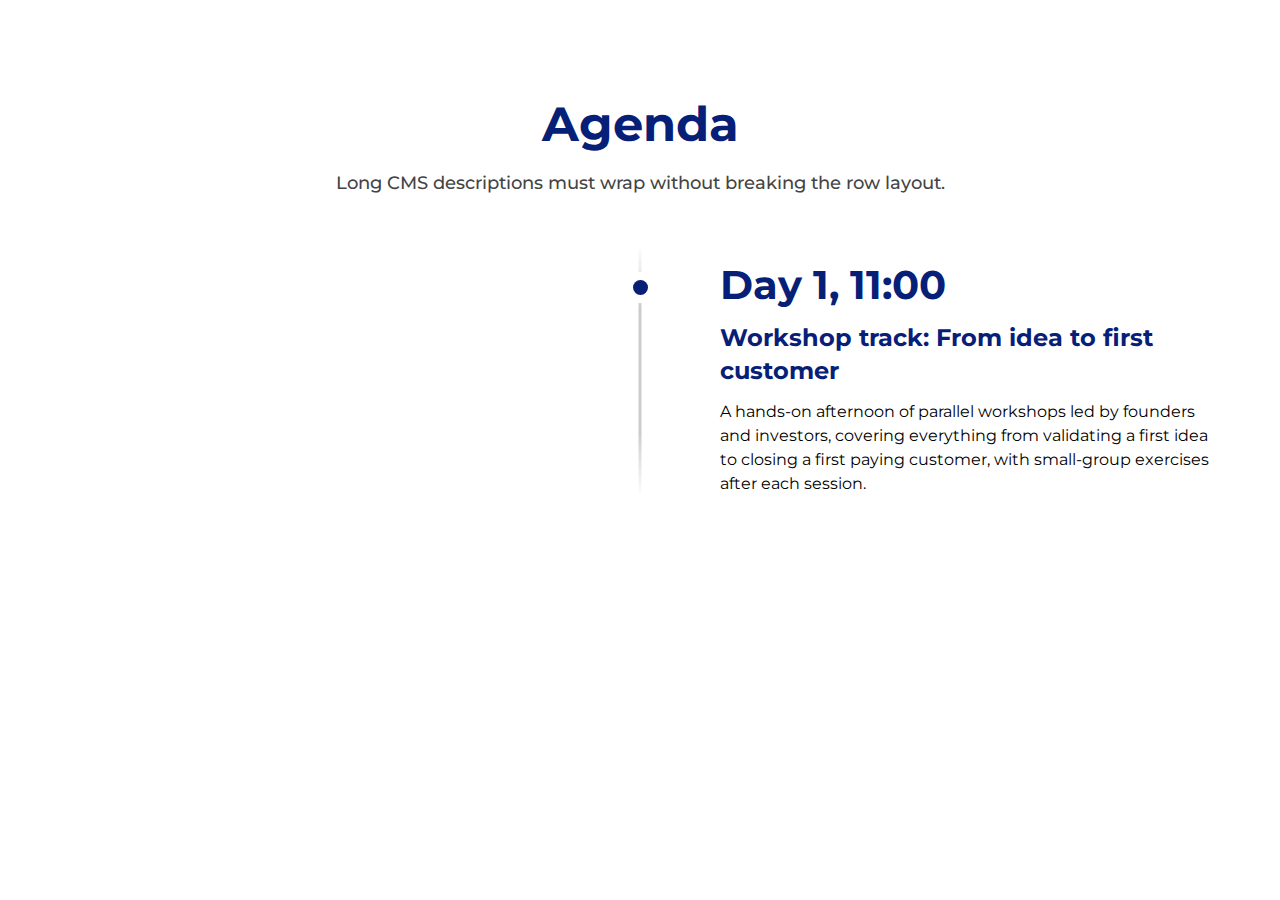 Agenda
Long CMS descriptions must wrap without breaking the row layout.
Day 1, 11:00
Workshop track: From idea to first
customer
A hands-on afternoon of parallel workshops led by founders
and investors, covering everything from validating a first idea
to closing a first paying customer, with small-group exercises
after each session.